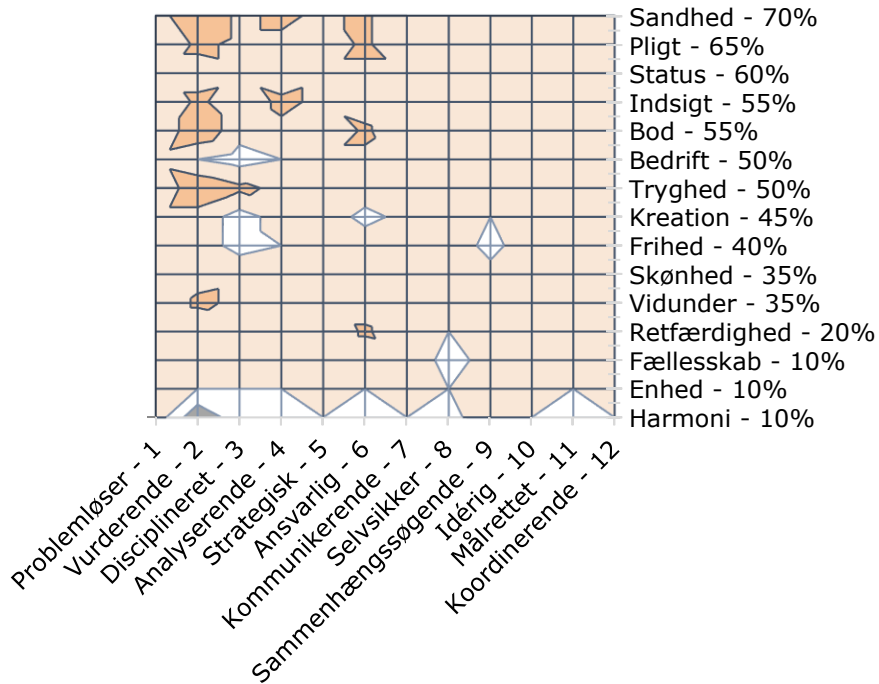 Sandhed - 70%
Pligt - 65%
Status - 60%
Indsigt - 55%
Bod - 55%
Bedrift - 50%
Tryghed - 50%
Kreation - 45%
Frihed - 40%
Skønhed - 35%
Vidunder - 35%
Retfærdighed - 20%
Fællesskab - 10%
Enhed - 10%
Harmoni - 10%
Problemløser - 1
Vurderende - 2
Disciplineret - 3
Analyserende - 4
Strategisk - 5
Ansvarlig - 6
Kommunikerende - 7
Selvsikker - 8
Sammenhængssøgende - 9
Idérig - 10
Målrettet - 11
Koordinerende - 12